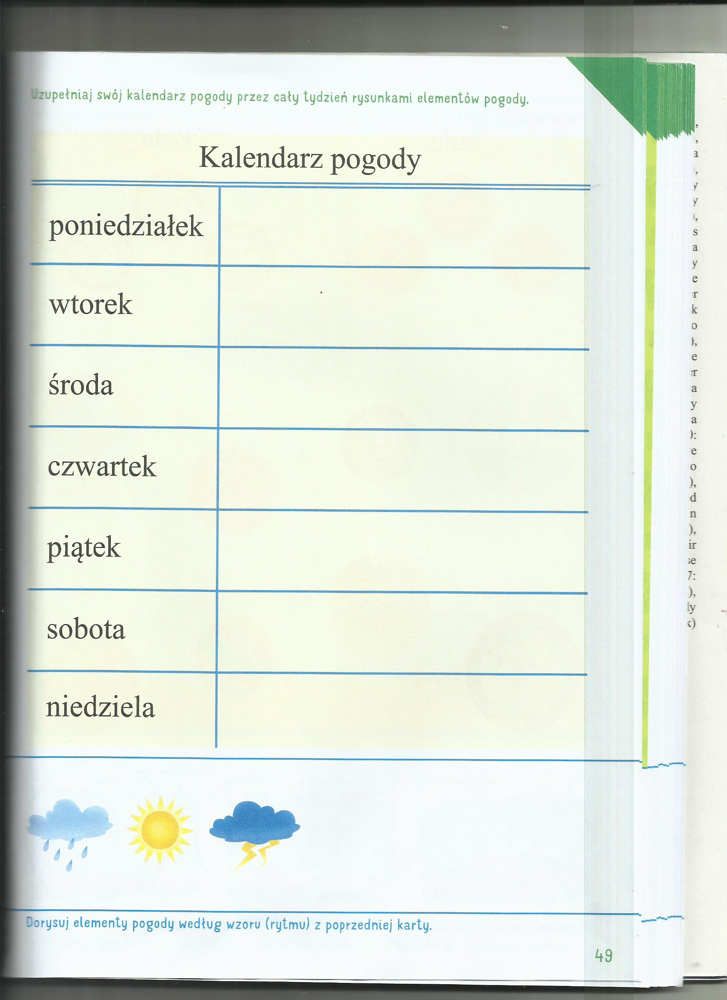 Uzupełniaj swój kalendarz pogody przez cały tydzień rysunkami elementów pogody.
Kalendarz pogody
poniedziałek
wtorek
środa
czwartek
piątek
sobota
niedziela
Dorysuj elementy pogody według wzoru (rytmu) z poprzedniej karty.
49